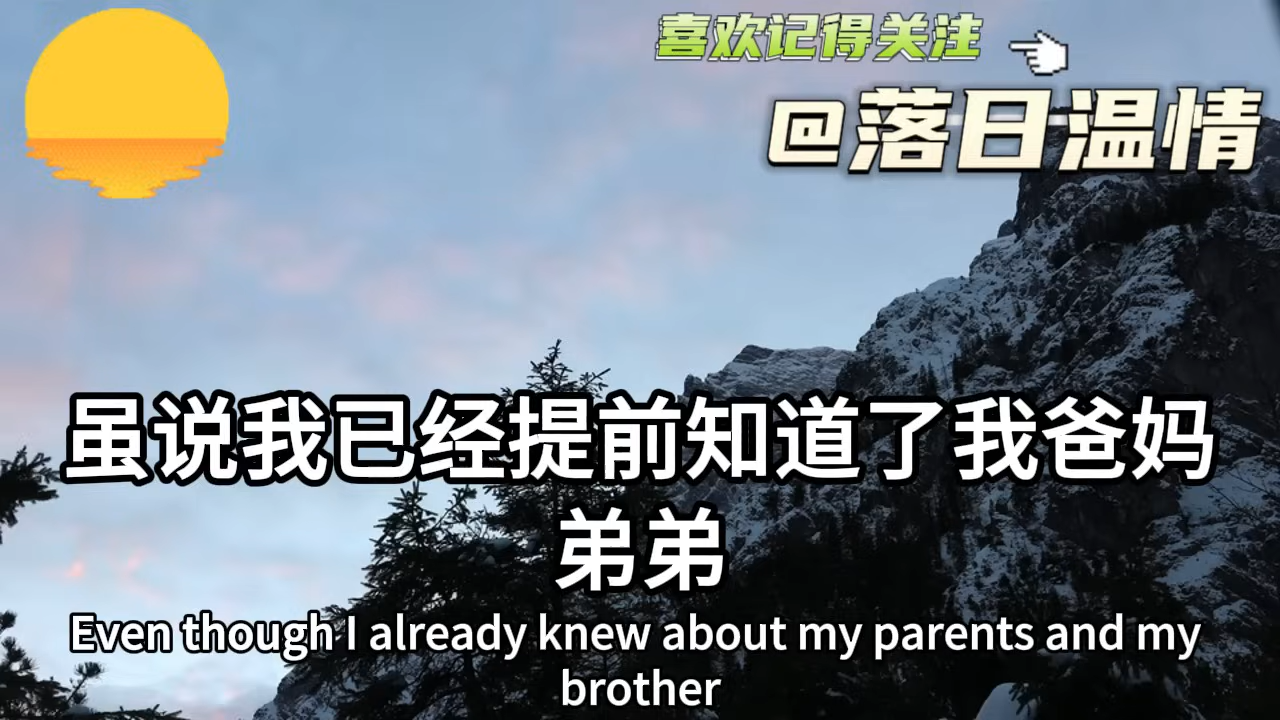 喜欢记得关注
@落日温情
虽说我已经提前知道了我爸妈
弟弟
Even though I already knew about my parents and my
brother